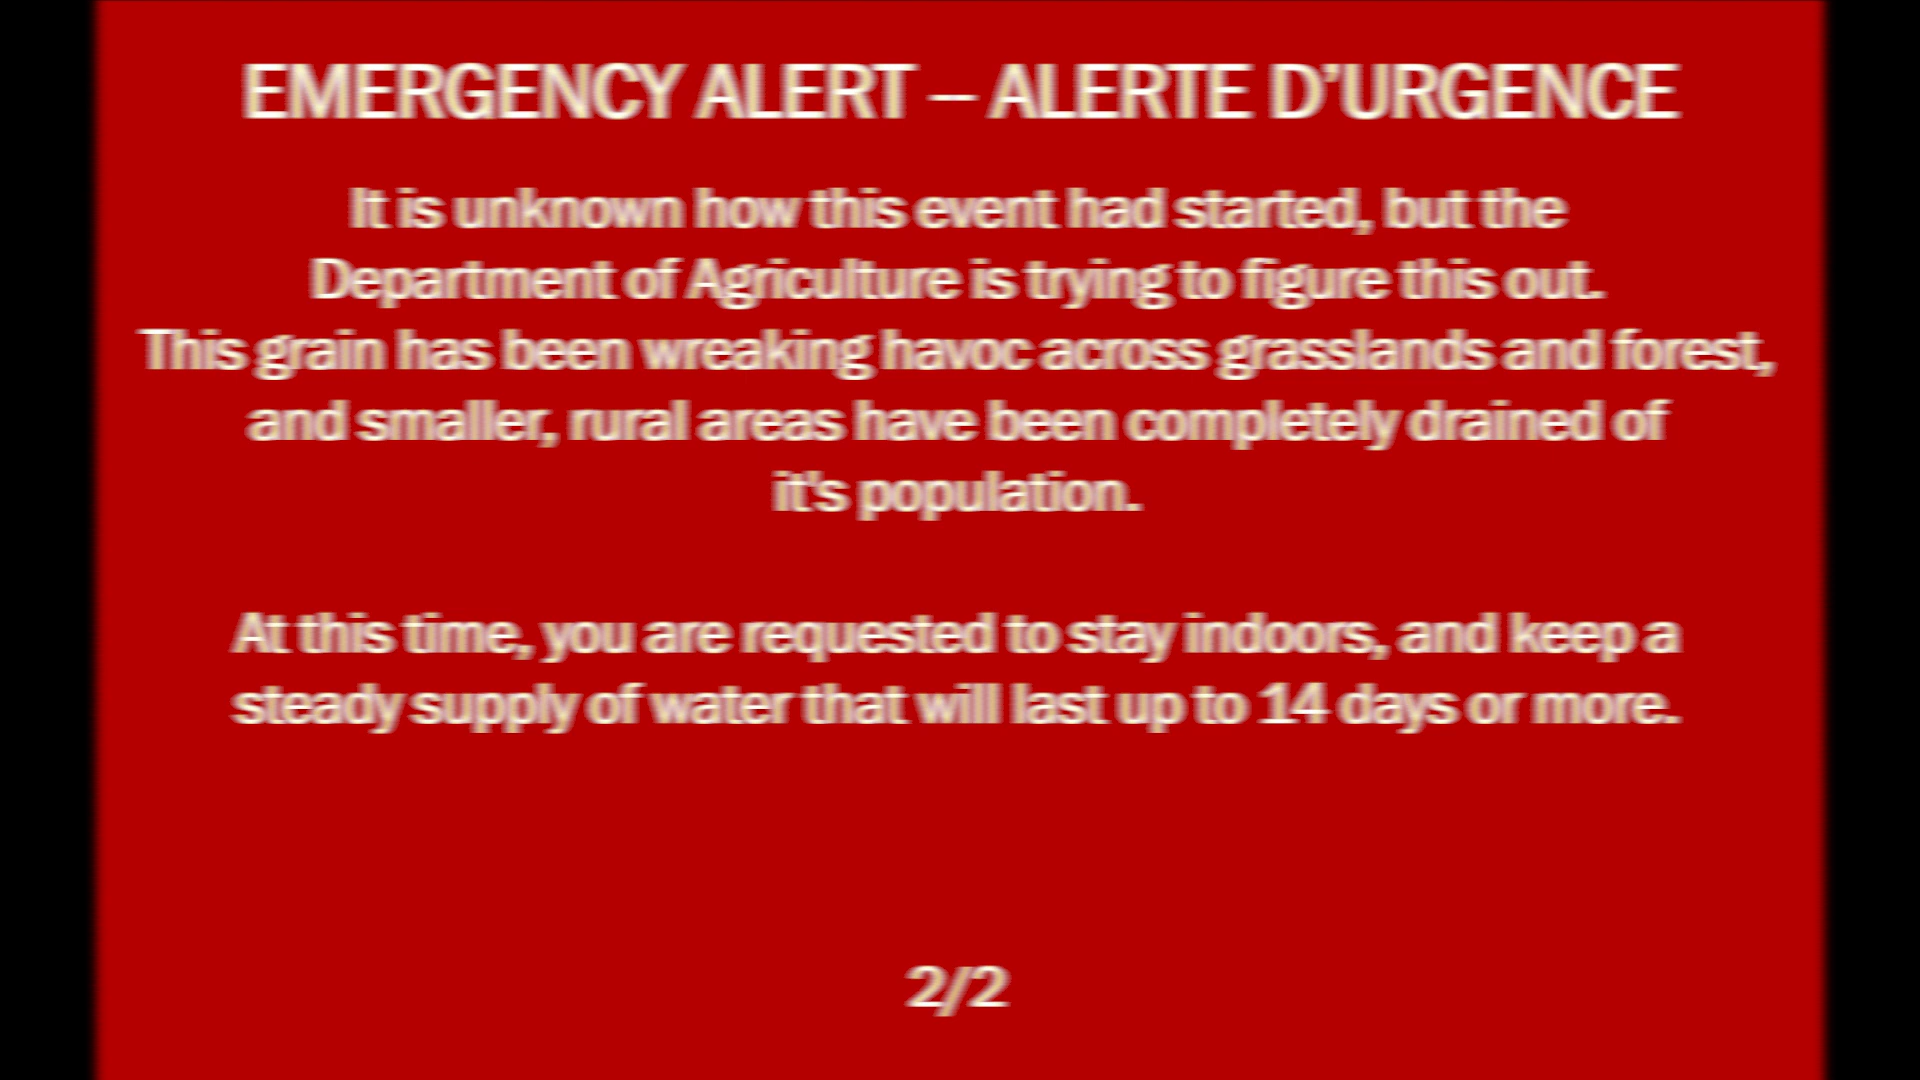 EMERGENCY ALERT – ALERTE D’URGENCE
It is unknown how this event had started, but the
Department of Agriculture is trying to figure this out.
This grain has been wreaking havoc across grasslands and forest,
and smaller, rural areas have been completely drained of
it's population.
At this time, you are requested to stay indoors, and keep a
steady supply of water that will last up to 14 days or more.
2/2